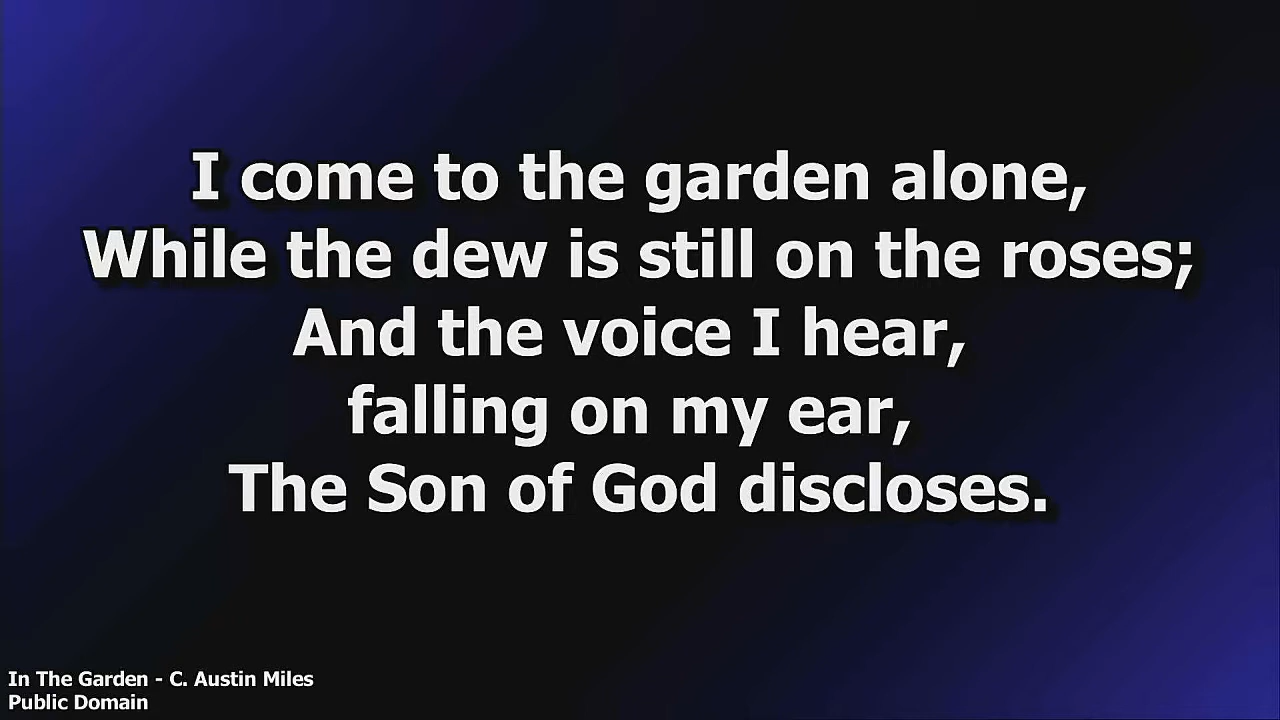 I come to the garden alone,
While the dew is still on the roses;
And the voice I hear,
falling on my ear,
The Son of God discloses.
In The Garden - C. Austin Miles
Public Domain